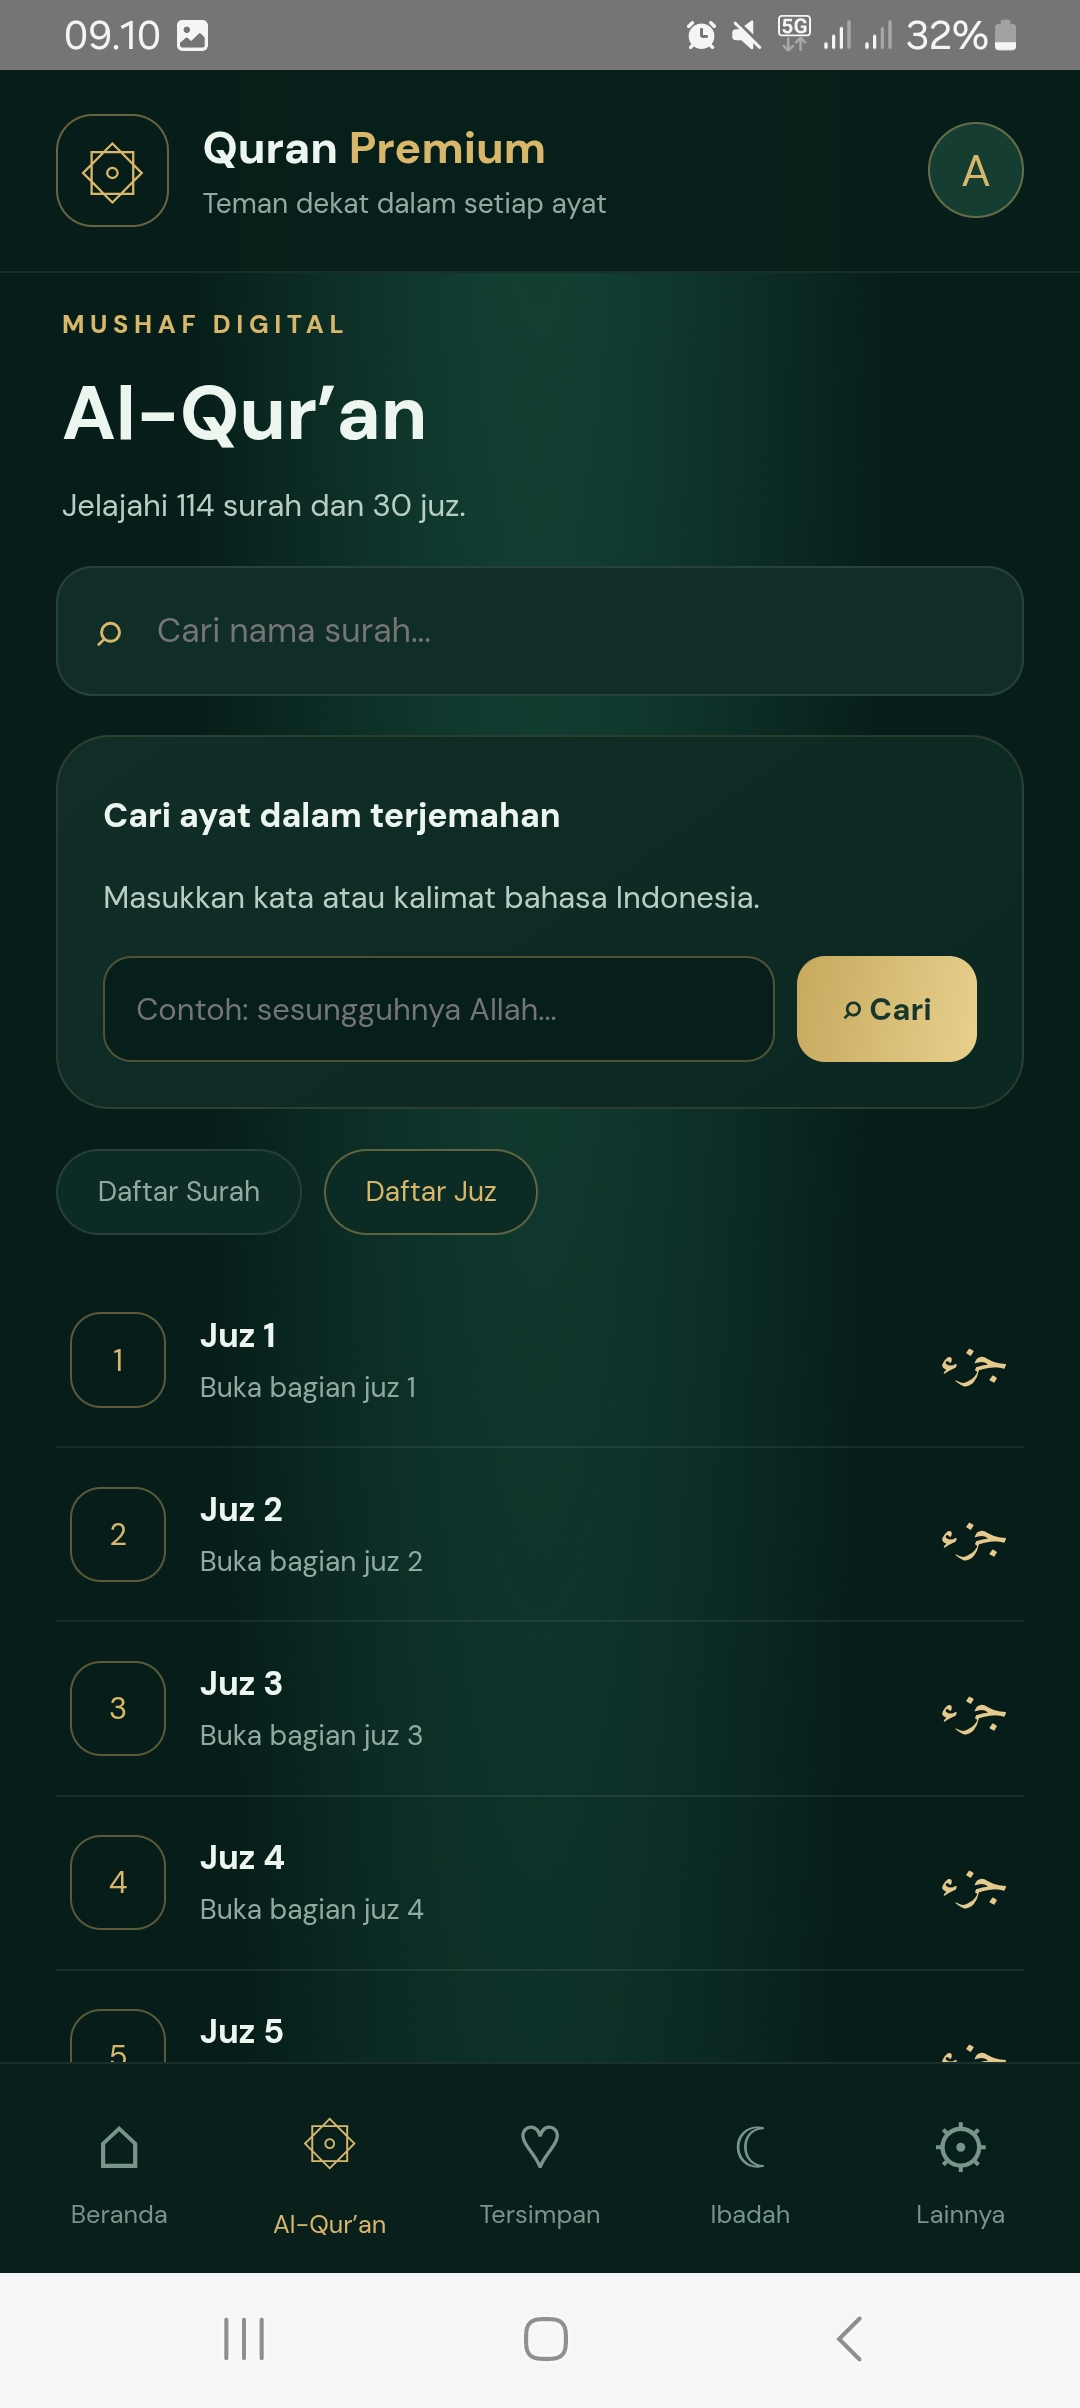 09.10
5G
32%
Quran Premium
Teman dekat dalam setiap ayat
A
MUSHAF DIGITAL
Al-Qur’an
Jelajahi 114 surah dan 30 juz.
Cari nama surah...
Cari ayat dalam terjemahan
Masukkan kata atau kalimat bahasa Indonesia.
Contoh: sesungguhnya Allah...
Cari
Daftar Surah
Daftar Juz
1
Juz 1
Buka bagian juz 1
جزء
2
Juz 2
Buka bagian juz 2
جزء
3
Juz 3
Buka bagian juz 3
جزء
4
Juz 4
Buka bagian juz 4
جزء
5
Juz 5
جزء
Beranda
Al-Qur’an
Tersimpan
Ibadah
Lainnya